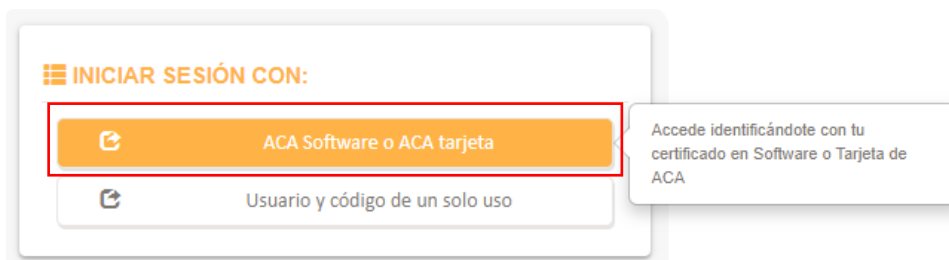 INICIAR SESIÓN CON:
ACA Software o ACA tarjeta
Accede identificándote con tu
certificado en Software o Tarjeta de
ACA
Usuario y código de un solo uso